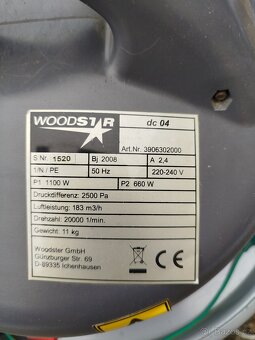 WOODSTAR
dc 04
Art.Nr. 3906302000
S Nr. 1520 Bj 2008 A 2,4
1/N / PE 50 Hz 220-240 V
P1 1100 W P2 660 W
Druckdifferenz: 2500 Pa
Luftleistung: 183 m3/h
Drehzahl: 20000 1/min.
Gewicht: 11 kg
Woodster GmbH
Günzburger Str. 69
D-89335 Ichenhausen
CE